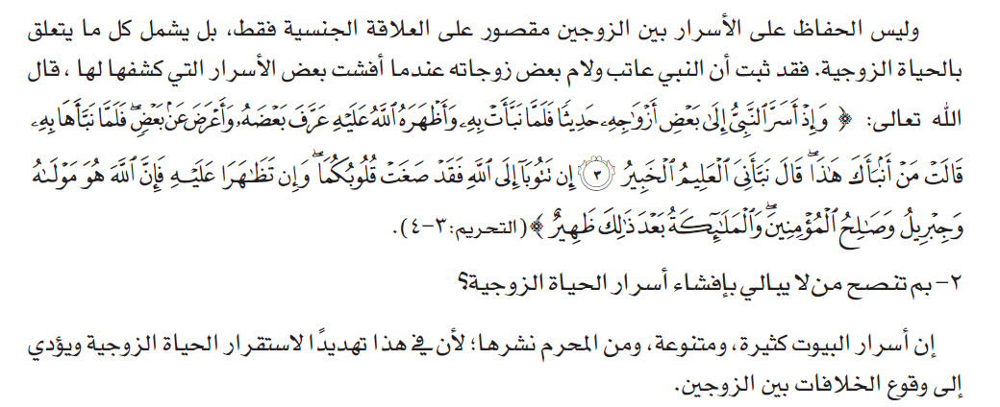 وليس الحفاظ على الأسرار بين الزوجين مقصور على العلاقة الجنسية فقط، بل يشمل كل ما يتعلق
بالحياة الزوجية. فقد ثبت أن النبي عاتب ولام بعض زوجاته عندما أفشت بعض الأسرار التي كشفها لها ، قال
الله تعالى: ﴿ وَإِذْ أَسَرَّ ٱلنَّبِيُّ إِلَىٰ بَعْضِ أَزْوَٰجِهِۦ حَدِيثًا فَلَمَّا نَبَّأَتْ بِهِۦ وَأَظْهَرَهُ ٱللَّهُ عَلَيْهِ عَرَّفَ بَعْضَهُۥ وَأَعْرَضَ عَنۢ بَعْضٍۖ فَلَمَّا نَبَّأَهَا بِهِۦ
قَالَتْ مَنْ أَنۢبَأَكَ هَٰذَاۖ قَالَ نَبَّأَنِيَ ٱلْعَلِيمُ ٱلْخَبِيرُ ۝٣ إِن تَتُوبَآ إِلَى ٱللَّهِ فَقَدْ صَغَتْ قُلُوبُكُمَاۖ وَإِن تَظَٰهَرَا عَلَيْهِ فَإِنَّ ٱللَّهَ هُوَ مَوْلَىٰهُ
وَجِبْرِيلُ وَصَٰلِحُ ٱلْمُؤْمِنِينَۖ وَٱلْمَلَٰٓئِكَةُ بَعْدَ ذَٰلِكَ ظَهِيرٌ ﴾ (التحريم:٣-٤).
٢- بم تنصح من لا يبالي بإفشاء أسرار الحياة الزوجية؟
إن أسرار البيوت كثيرة، ومتنوعة، ومن المحرم نشرها؛ لأن في هذا تهديدًا لاستقرار الحياة الزوجية ويؤدي
إلى وقوع الخلافات بين الزوجين.